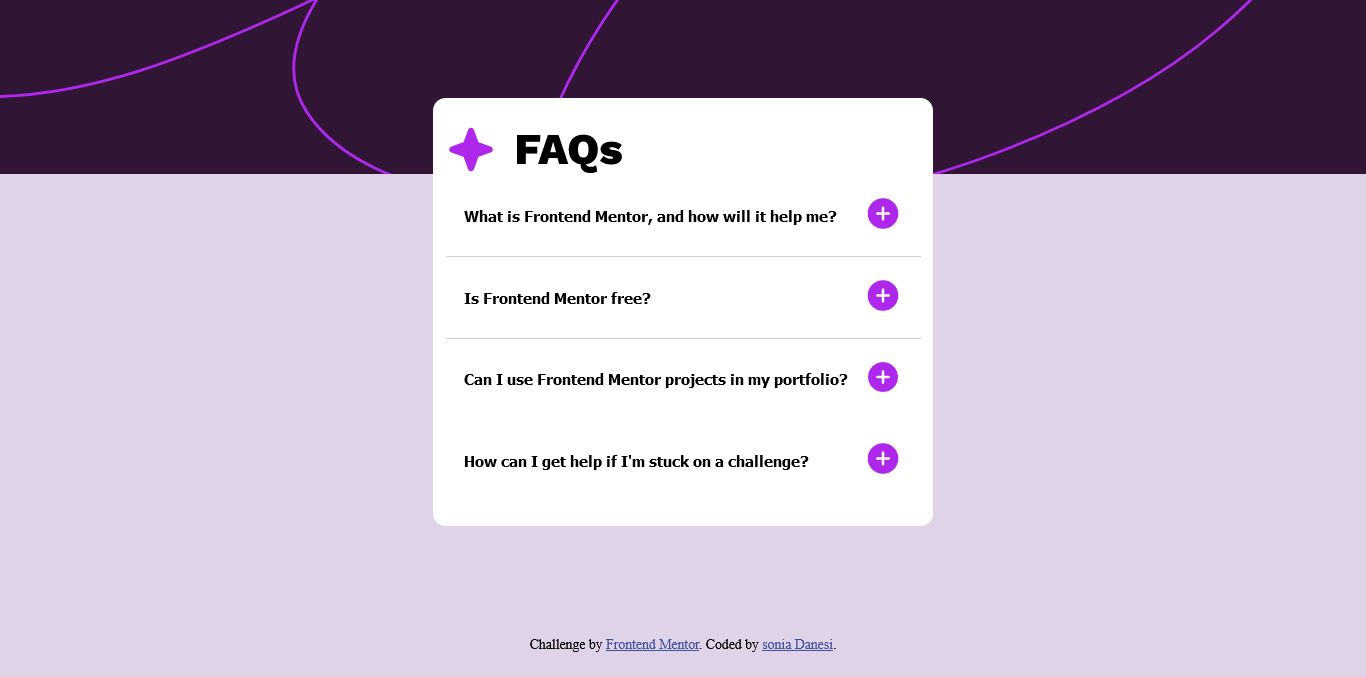 FAQs
What is Frontend Mentor, and how will it help me?
Is Frontend Mentor free?
Can I use Frontend Mentor projects in my portfolio?
How can I get help if I'm stuck on a challenge?
Challenge by Frontend Mentor. Coded by sonia Danesi.